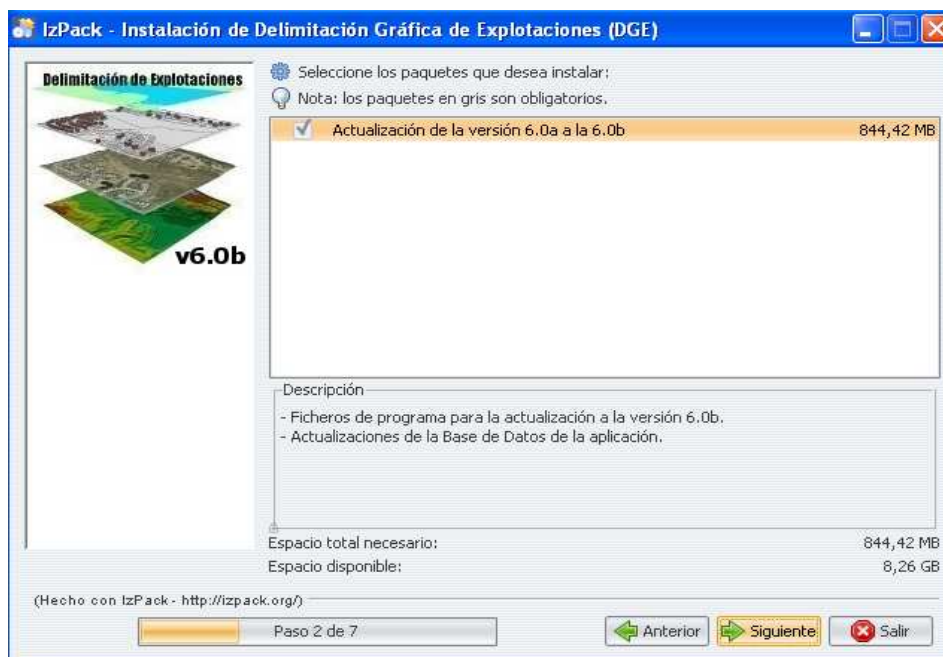 IzPack - Instalación de Delimitación Gráfica de Explotaciones (DGE)
Delimitación de Explotaciones
v6.0b
Seleccione los paquetes que desea instalar:
Nota: los paquetes en gris son obligatorios.
Actualización de la versión 6.0a a la 6.0b 844,42 MB
Descripción
- Ficheros de programa para la actualización a la versión 6.0b.
- Actualizaciones de la Base de Datos de la aplicación.
Espacio total necesario: 844,42 MB
Espacio disponible: 8,26 GB
(Hecho con IzPack - http://izpack.org/)
Paso 2 de 7
Anterior
Siguiente
Salir